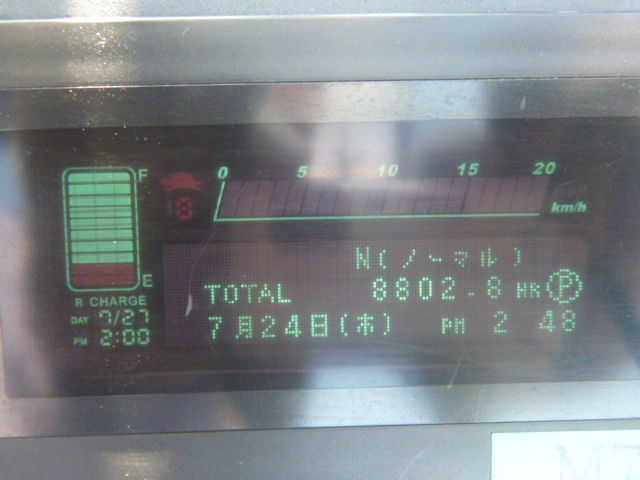 F
0 5 10 15 20
km/h
E
N(ノーマル)
R CHARGE
TOTAL 8802.8 HR P
DAY 7/27
7月24日(木) PM 2 48
PM 2:00
M7